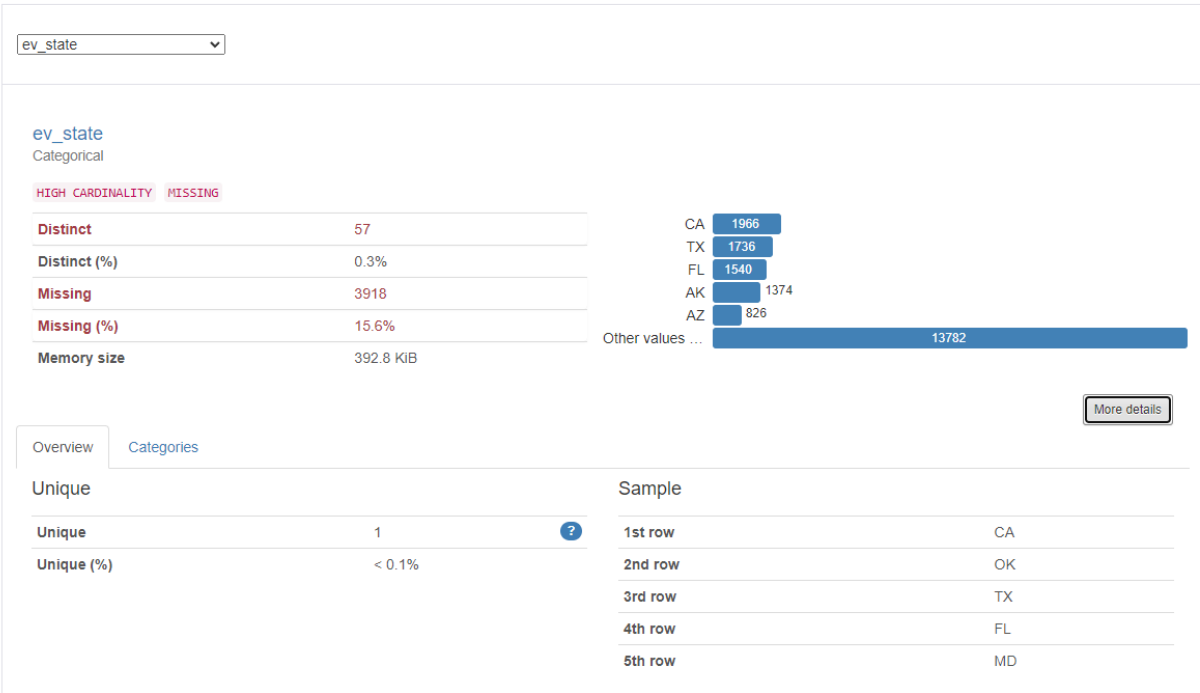 ev_state
ev_state
Categorical
HIGH CARDINALITY MISSING
Distinct 57
Distinct (%) 0.3%
Missing 3918
Missing (%) 15.6%
Memory size 392.8 KiB
CA 1966
TX 1736
FL 1540
AK 1374
AZ 826
Other values ... 13782
More details
Overview Categories
Unique
Unique 1 ?
Unique (%) < 0.1%
Sample
1st row CA
2nd row OK
3rd row TX
4th row FL
5th row MD